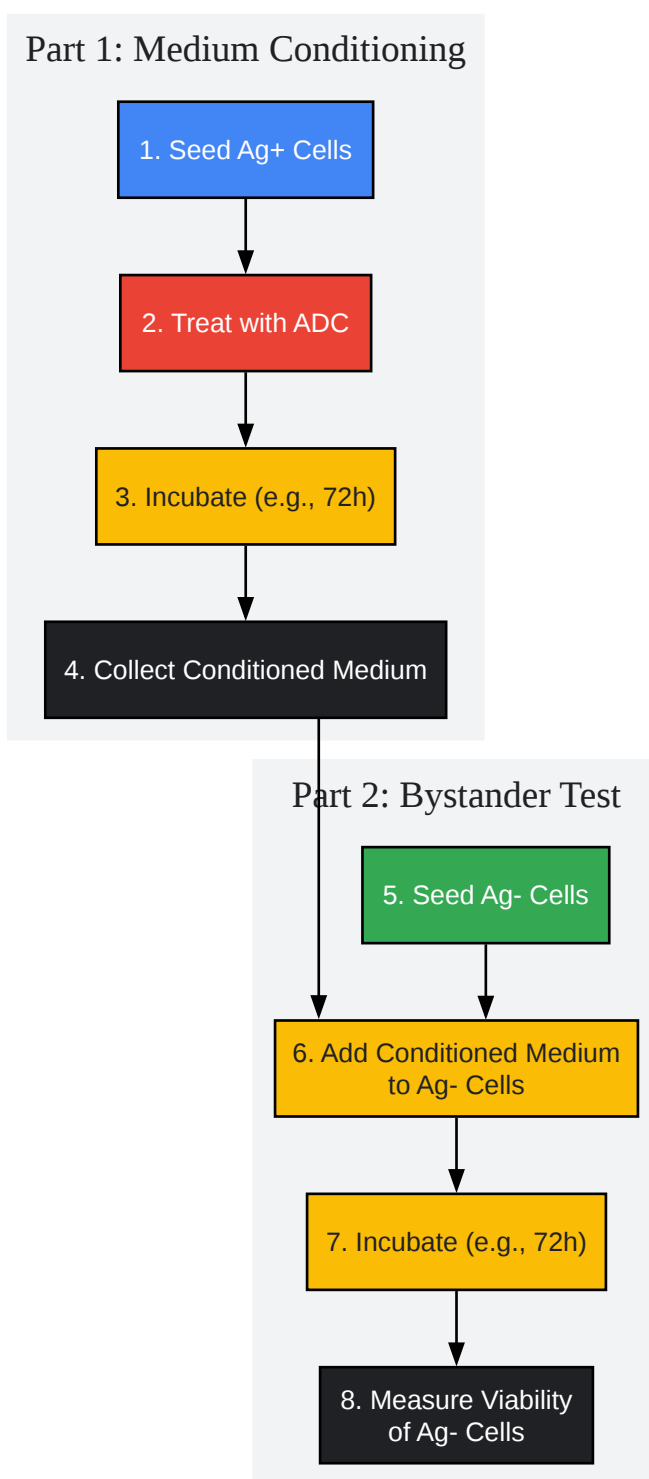 Part 1: Medium Conditioning
1. Seed Ag+ Cells
2. Treat with ADC
3. Incubate (e.g., 72h)
4. Collect Conditioned Medium
Part 2: Bystander Test
5. Seed Ag- Cells
6. Add Conditioned Medium
to Ag- Cells
7. Incubate (e.g., 72h)
8. Measure Viability
of Ag- Cells